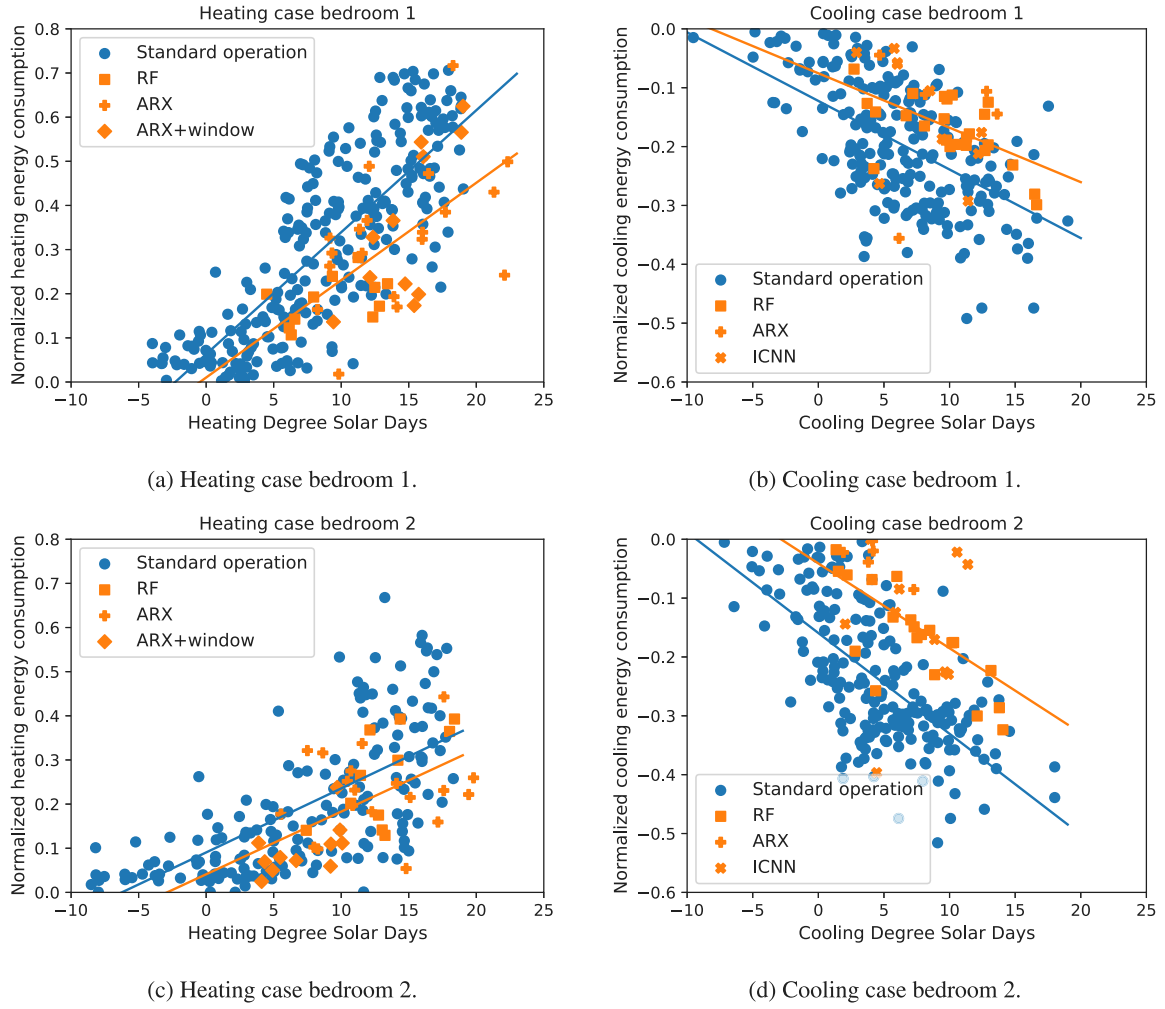 Heating case bedroom 1
Normalized heating energy consumption
0.8
0.7
0.6
0.5
0.4
0.3
0.2
0.1
0.0
Standard operation
RF
ARX
ARX+window
−10 −5 0 5 10 15 20 25
Heating Degree Solar Days
(a) Heating case bedroom 1.
Cooling case bedroom 1
Normalized cooling energy consumption
0.0
−0.1
−0.2
−0.3
−0.4
−0.5
−0.6
Standard operation
RF
ARX
ICNN
−10 −5 0 5 10 15 20 25
Cooling Degree Solar Days
(b) Cooling case bedroom 1.
Heating case bedroom 2
Normalized heating energy consumption
0.8
0.7
0.6
0.5
0.4
0.3
0.2
0.1
0.0
Standard operation
RF
ARX
ARX+window
−10 −5 0 5 10 15 20 25
Heating Degree Solar Days
(c) Heating case bedroom 2.
Cooling case bedroom 2
Normalized cooling energy consumption
0.0
−0.1
−0.2
−0.3
−0.4
−0.5
−0.6
Standard operation
RF
ARX
ICNN
−10 −5 0 5 10 15 20 25
Cooling Degree Solar Days
(d) Cooling case bedroom 2.